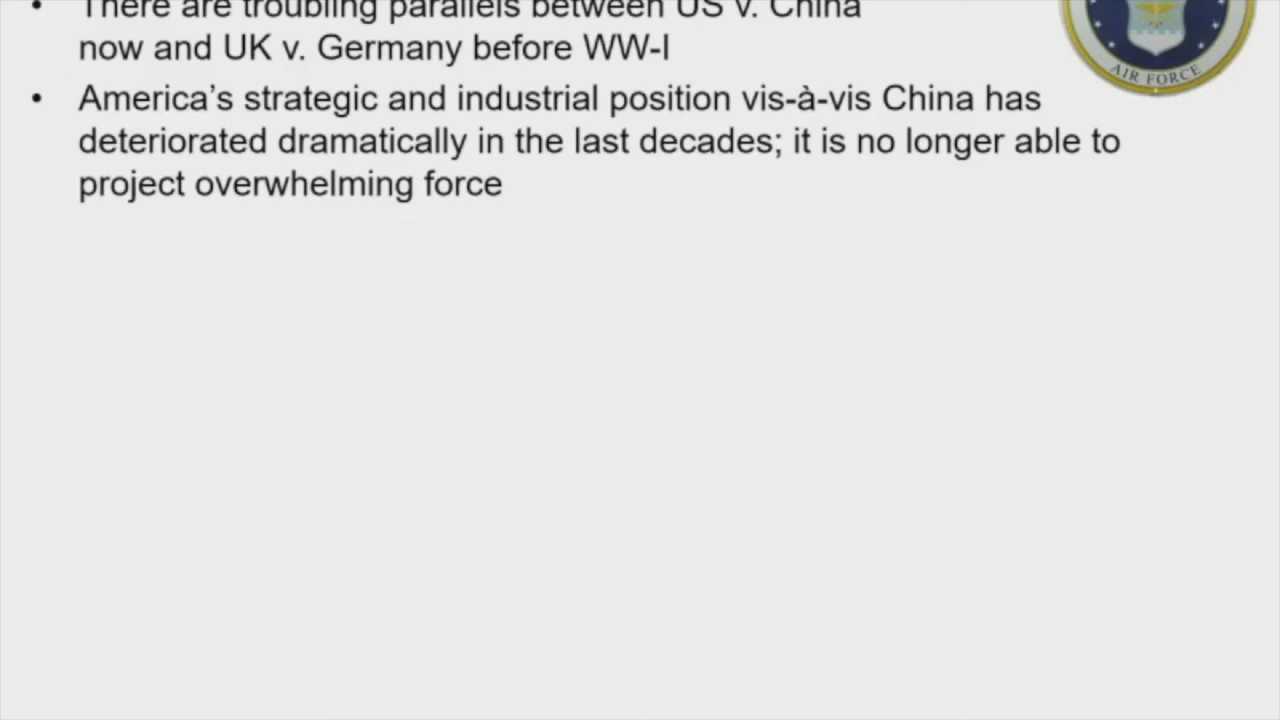 • There are troubling parallels between US v. China
now and UK v. Germany before WW-I
• America’s strategic and industrial position vis-à-vis China has
deteriorated dramatically in the last decades; it is no longer able to
project overwhelming force
AIR FORCE